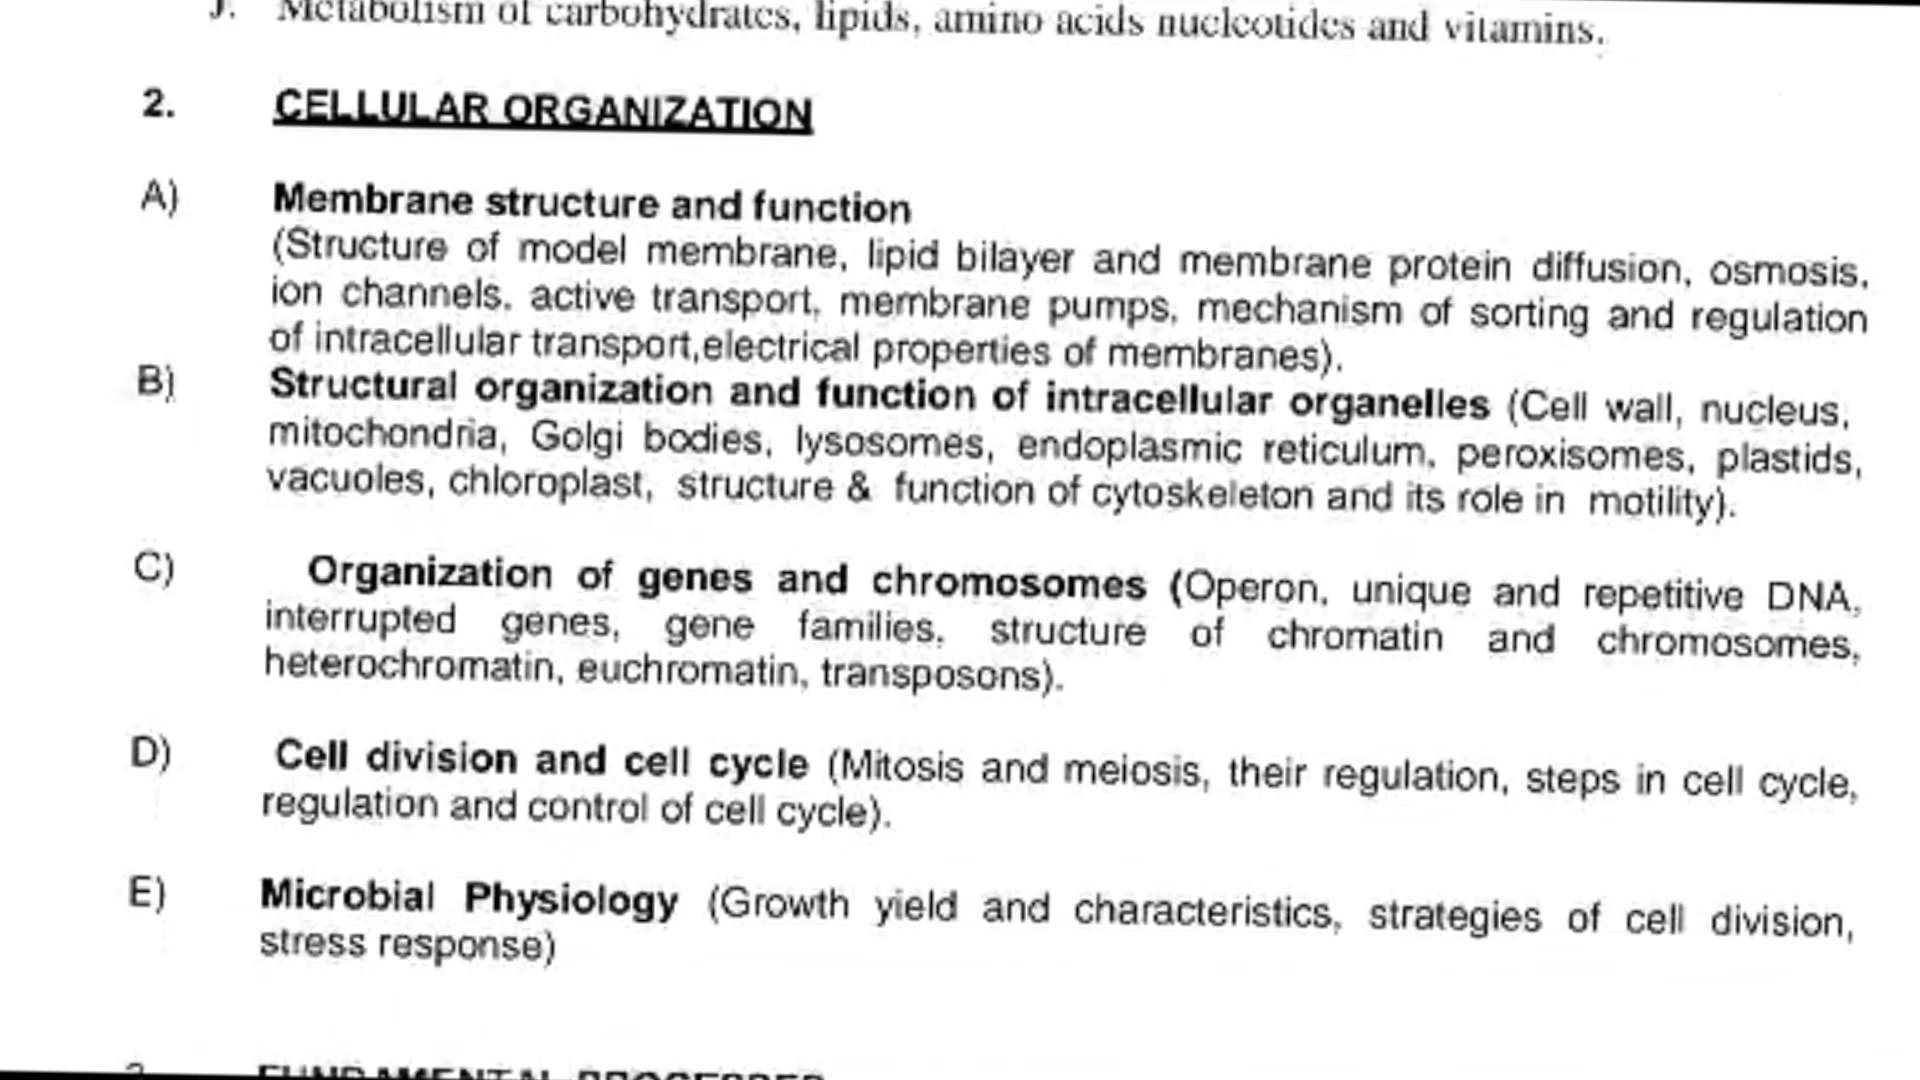 J. Metabolism of carbohydrates, lipids, amino acids nucleotides and vitamins.
2. CELLULAR ORGANIZATION
A) Membrane structure and function
(Structure of model membrane, lipid bilayer and membrane protein diffusion, osmosis,
ion channels, active transport, membrane pumps, mechanism of sorting and regulation
of intracellular transport,electrical properties of membranes).
B) Structural organization and function of intracellular organelles (Cell wall, nucleus,
mitochondria, Golgi bodies, lysosomes, endoplasmic reticulum, peroxisomes, plastids,
vacuoles, chloroplast, structure & function of cytoskeleton and its role in motility).
C) Organization of genes and chromosomes (Operon, unique and repetitive DNA,
interrupted genes, gene families, structure of chromatin and chromosomes,
heterochromatin, euchromatin, transposons).
D) Cell division and cell cycle (Mitosis and meiosis, their regulation, steps in cell cycle,
regulation and control of cell cycle).
E) Microbial Physiology (Growth yield and characteristics, strategies of cell division,
stress response)
3. FUNDAMENTAL PROCESSES